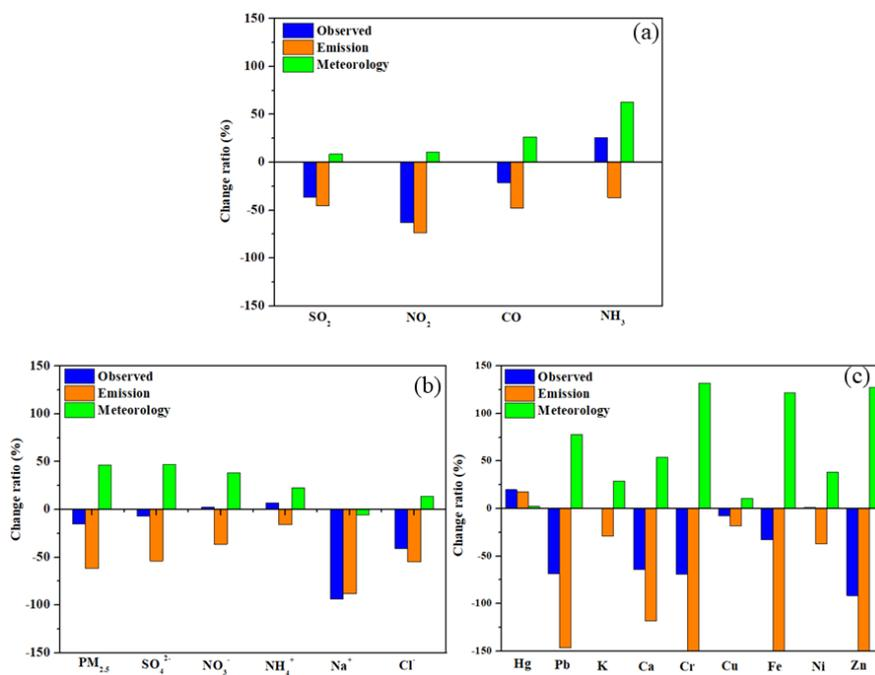 (a)
Observed
Emission
Meteorology
Change ratio (%)
150
100
50
0
-50
-100
-150
SO₂ NO₂ CO NH₃
(b)
Observed
Emission
Meteorology
Change ratio (%)
150
100
50
0
-50
-100
-150
PM₂.₅ SO₄²⁻ NO₃⁻ NH₄⁺ Na⁺ Cl⁻
(c)
Observed
Emission
Meteorology
Change ratio (%)
150
100
50
0
-50
-100
-150
Hg Pb K Ca Cr Cu Fe Ni Zn